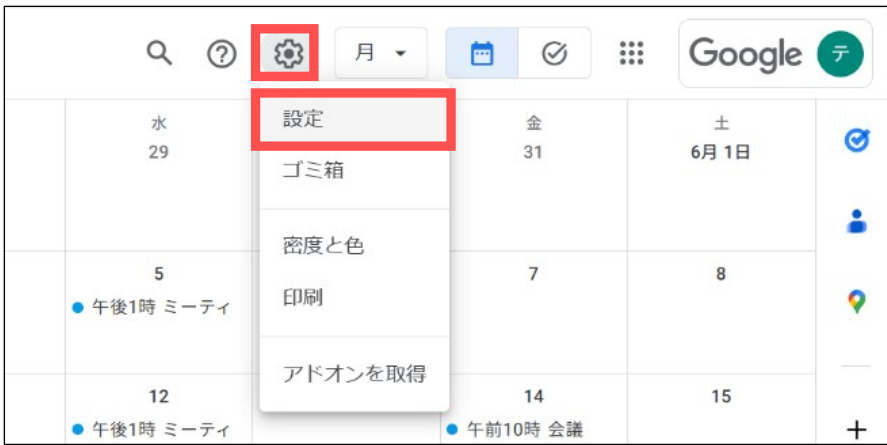 月
Google
テ
設定
ゴミ箱
密度と色
印刷
アドオンを取得
水
29
金
31
土
6月 1日
5
午後1時 ミーティ
7
8
12
午後1時 ミーティ
14
午前10時 会議
15